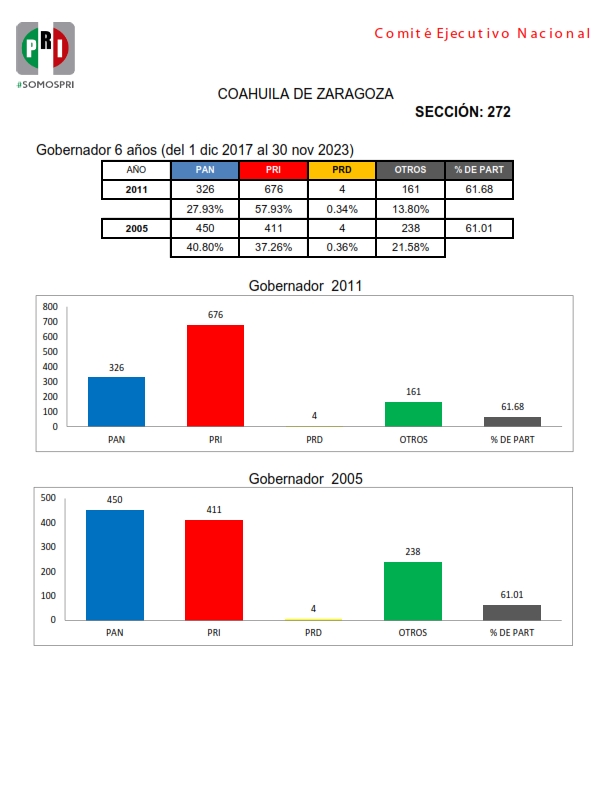 Comité Ejecutivo Nacional
PRI
#SOMOSPRI
COAHUILA DE ZARAGOZA
SECCIÓN: 272
Gobernador 6 años (del 1 dic 2017 al 30 nov 2023)
AÑO PAN PRI PRD OTROS % DE PART
2011 326 676 4 161 61.68
27.93% 57.93% 0.34% 13.80%
2005 450 411 4 238 61.01
40.80% 37.26% 0.36% 21.58%
Gobernador 2011
800
700
600
500
400
300
200
100
0
326
676
4
161
61.68
PAN PRI PRD OTROS % DE PART
Gobernador 2005
500
400
300
200
100
0
450
411
4
238
61.01
PAN PRI PRD OTROS % DE PART